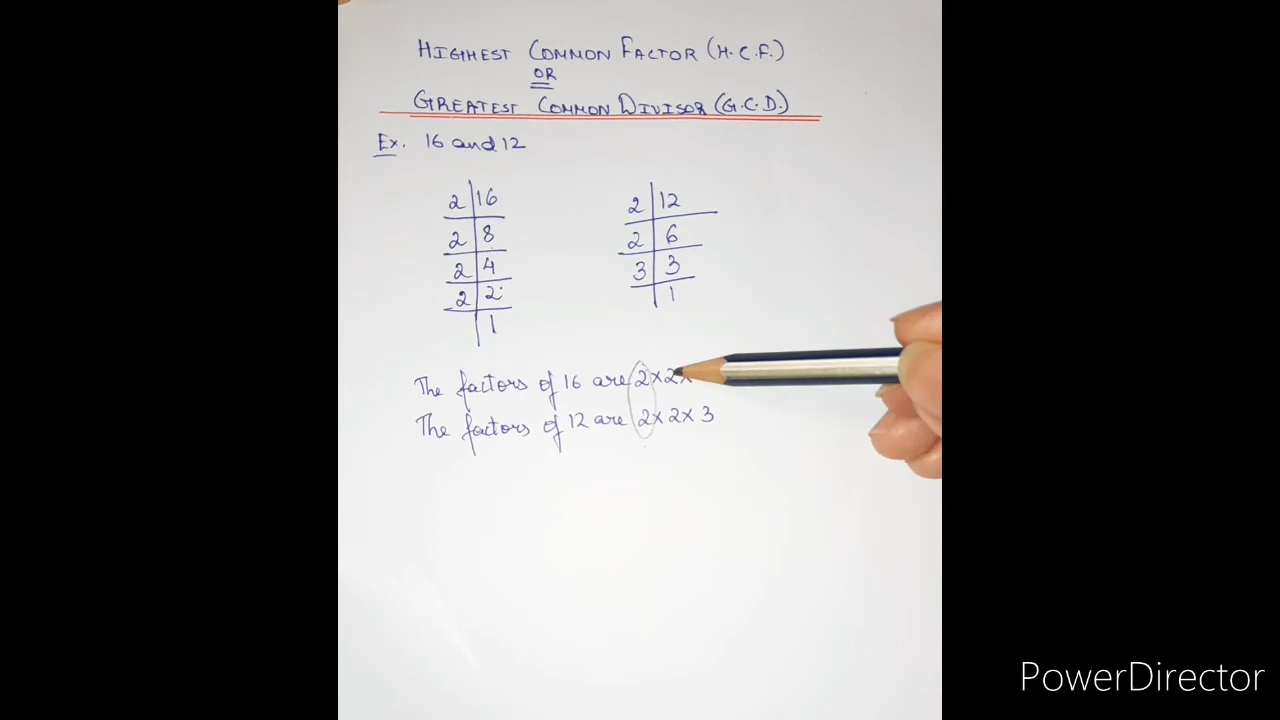 HIGHEST COMMON FACTOR (H.C.F.)
OR
GREATEST COMMON DIVISOR (G.C.D.)
Ex. 16 and 12
2 16
2 8
2 4
2 2
1
2 12
2 6
3 3
1
The factors of 16 are 2×2×
The factors of 12 are 2×2×3
PowerDirector